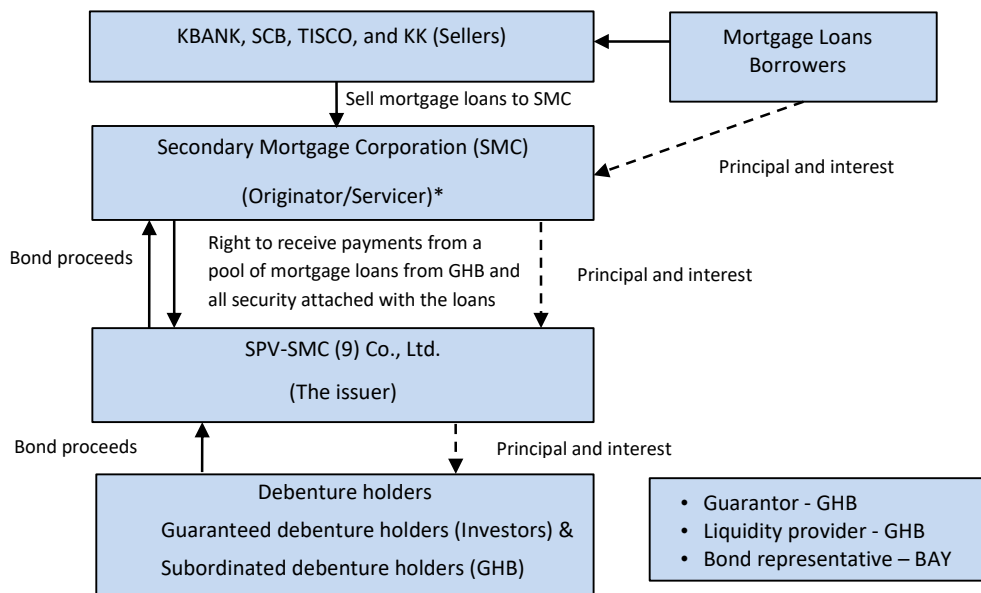 KBANK, SCB, TISCO, and KK (Sellers)
Mortgage Loans
Borrowers
Sell mortgage loans to SMC
Secondary Mortgage Corporation (SMC)
(Originator/Servicer)*
Principal and interest
Bond proceeds
Right to receive payments from a
pool of mortgage loans from GHB and
all security attached with the loans
Principal and interest
SPV-SMC (9) Co., Ltd.
(The issuer)
Bond proceeds
Principal and interest
Debenture holders
Guaranteed debenture holders (Investors) &
Subordinated debenture holders (GHB)
• Guarantor - GHB
• Liquidity provider - GHB
• Bond representative – BAY